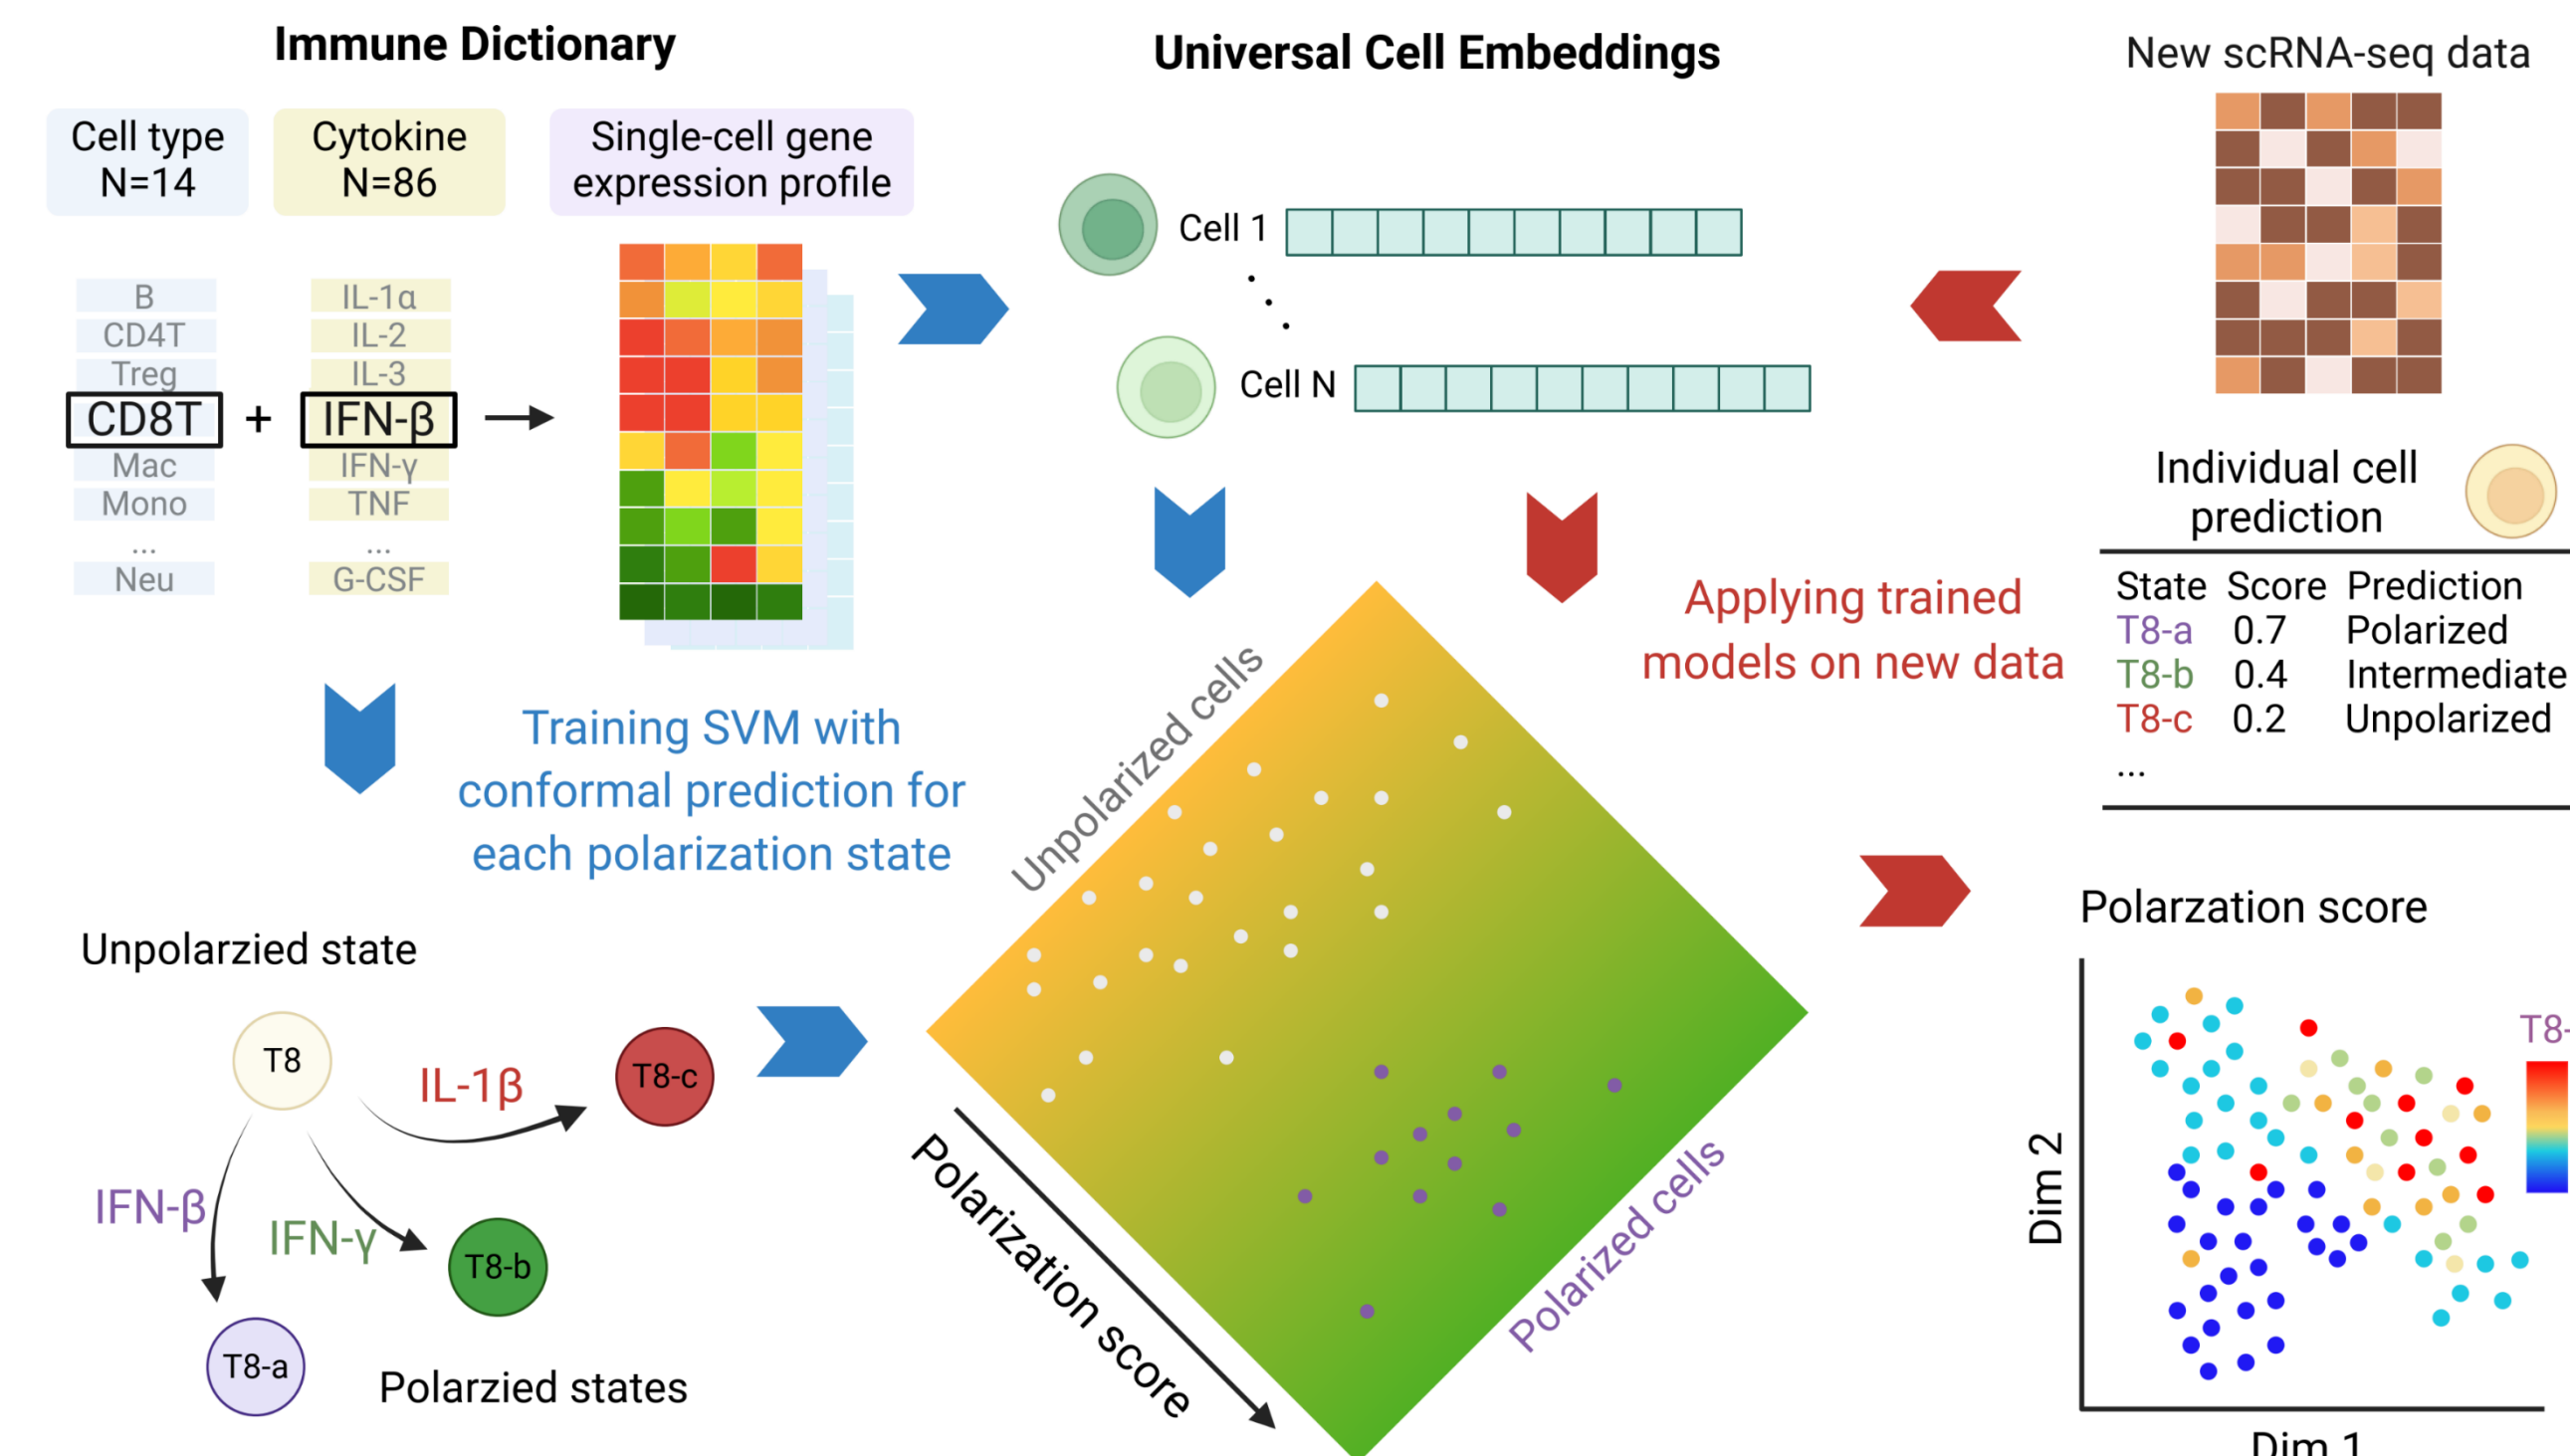 Immune Dictionary
Cell type
N=14
Cytokine
N=86
Single-cell gene
expression profile
B
CD4T
Treg
CD8T
Mac
Mono
...
Neu
+
IL-1α
IL-2
IL-3
IFN-β
IFN-γ
TNF
...
G-CSF
Training SVM with
conformal prediction for
each polarization state
Unpolarzied state
T8
IL-1β
T8-c
IFN-β
IFN-γ
T8-b
T8-a
Polarzied states
Universal Cell Embeddings
Cell 1
Cell N
Applying trained
models on new data
Unpolarized cells
Polarized cells
Polarization score
New scRNA-seq data
Individual cell
prediction
State Score Prediction
T8-a 0.7 Polarized
T8-b 0.4 Intermediate
T8-c 0.2 Unpolarized
...
Polarzation score
T8-
Dim 2
Dim 1